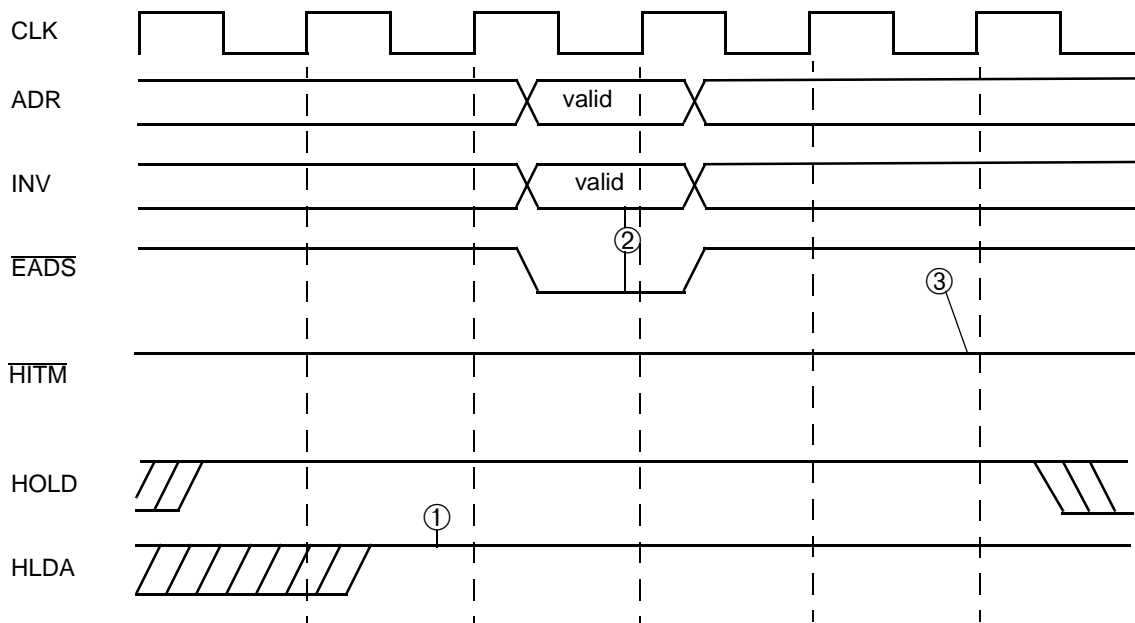 CLK
ADR
valid
INV
valid
②
EADS
③
HITM
HOLD
①
HLDA